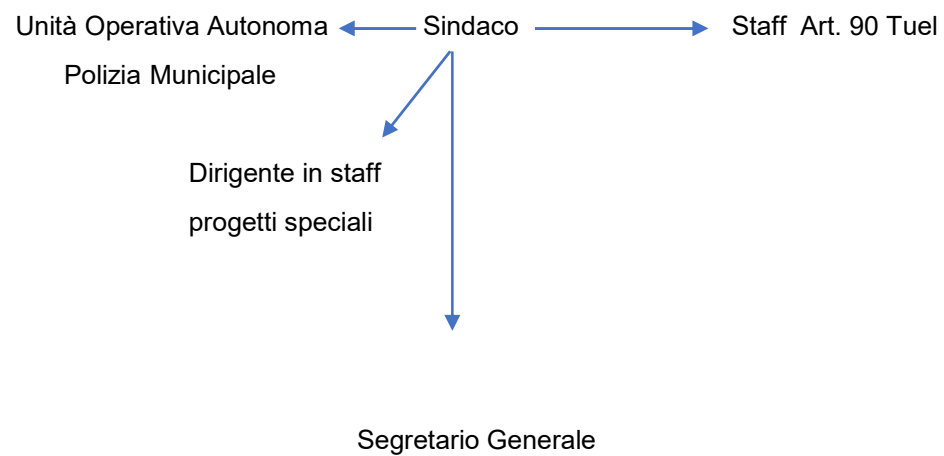 Unità Operativa Autonoma Sindaco Staff Art. 90 Tuel
Polizia Municipale
Dirigente in staff
progetti speciali
Segretario Generale